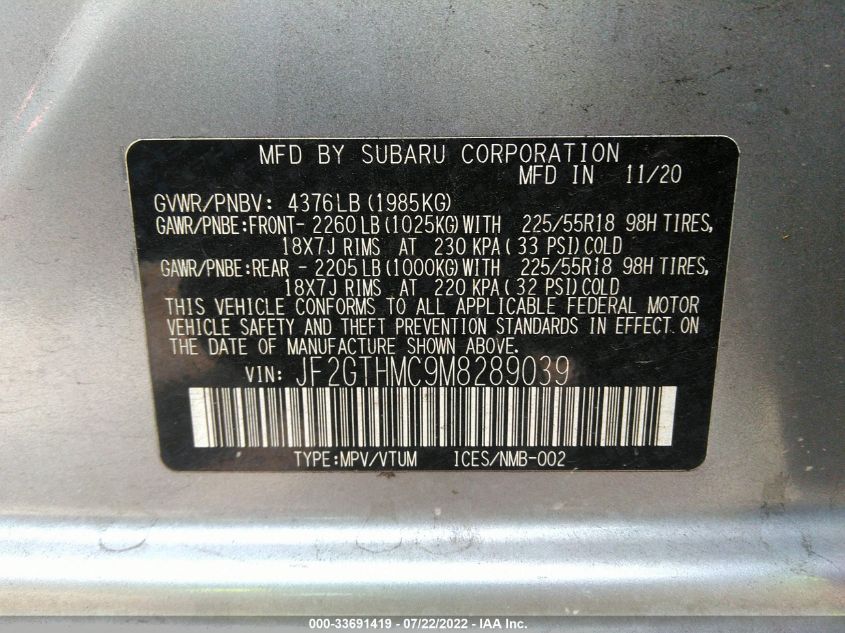 MFD BY SUBARU CORPORATION
MFD IN 11/20
GVWR/PNBV: 4376LB (1985KG)
GAWR/PNBE:FRONT- 2260LB (1025KG) WITH 225/55R18 98H TIRES,
18X7J RIMS AT 230 KPA( 33 PSI) COLD
GAWR/PNBE:REAR - 2205LB (1000KG) WITH 225/55R18 98H TIRES,
18X7J RIMS AT 220 KPA( 32 PSI) COLD
THIS VEHICLE CONFORMS TO ALL APPLICABLE FEDERAL MOTOR
VEHICLE SAFETY AND THEFT PREVENTION STANDARDS IN EFFECT ON
THE DATE OF MANUFACTURE SHOWN ABOVE.
VIN: JF2GTHMC9M8289039
TYPE:MPV/VTUM ICES/NMB-002
000-33691419 - 07/22/2022 - IAA Inc.